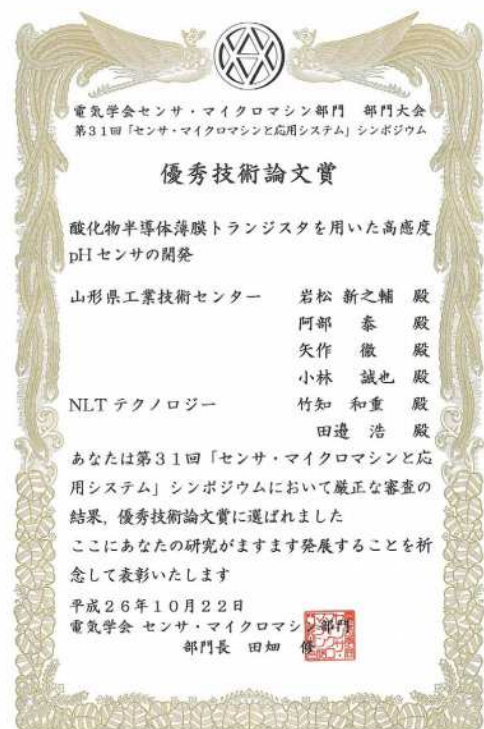 電気学会センサ・マイクロマシン部門　部門大会
第31回「センサ・マイクロマシンと応用システム」シンポジウム
優秀技術論文賞
酸化物半導体薄膜トランジスタを用いた高感度
pHセンサの開発
山形県工業技術センター　岩松 新之輔 殿
阿部 泰 殿
矢作 徹 殿
小林 誠也 殿
NLTテクノロジー　竹知 和重 殿
田邉 浩 殿
あなたは第31回「センサ・マイクロマシンと応
用システム」シンポジウムにおいて厳正な審査の
結果，優秀技術論文賞に選ばれました
ここにあなたの研究がますます発展することを祈
念して表彰いたします
平成26年10月22日
電気学会 センサ・マイクロマシン部門
部門長 田畑 修